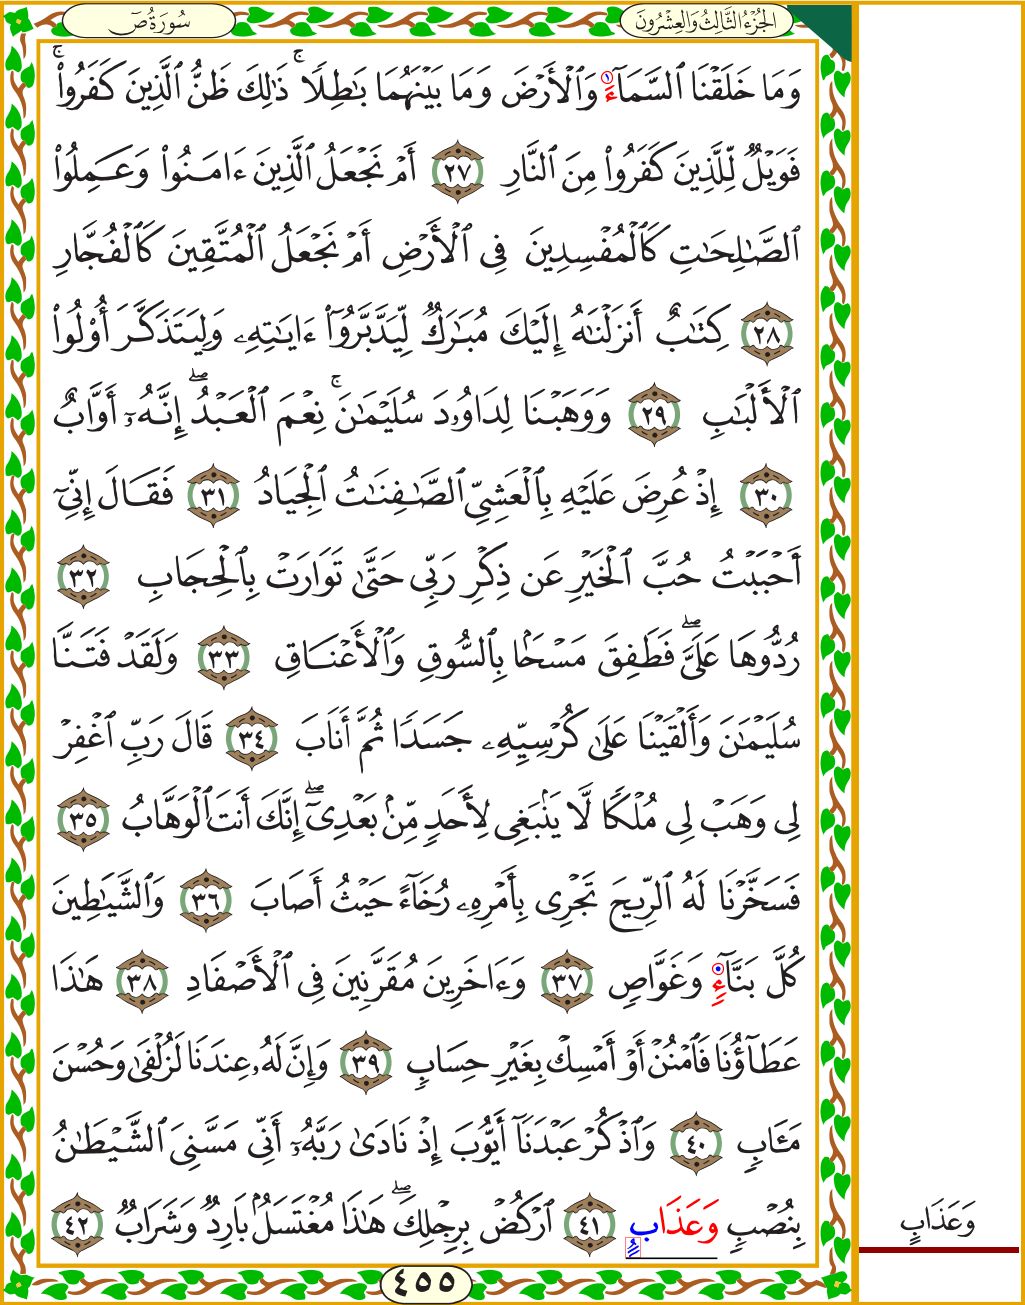 سُورَةُ صٓ
الجُزْءُ الثَّالِثُ وَالعِشْرُونَ
وَمَا خَلَقْنَا ٱلسَّمَآءَ وَٱلْأَرْضَ وَمَا بَيْنَهُمَا بَٰطِلًا ۚ ذَٰلِكَ ظَنُّ ٱلَّذِينَ كَفَرُوا۟ ۚ
فَوَيْلٌ لِّلَّذِينَ كَفَرُوا۟ مِنَ ٱلنَّارِ ٢٧ أَمْ نَجْعَلُ ٱلَّذِينَ ءَامَنُوا۟ وَعَمِلُوا۟
ٱلصَّٰلِحَٰتِ كَٱلْمُفْسِدِينَ فِى ٱلْأَرْضِ أَمْ نَجْعَلُ ٱلْمُتَّقِينَ كَٱلْفُجَّارِ
٢٨ كِتَٰبٌ أَنزَلْنَٰهُ إِلَيْكَ مُبَٰرَكٌ لِّيَدَّبَّرُوٓا۟ ءَايَٰتِهِۦ وَلِيَتَذَكَّرَ أُو۟لُوا۟
ٱلْأَلْبَٰبِ ٢٩ وَوَهَبْنَا لِدَاوُۥدَ سُلَيْمَٰنَ ۚ نِعْمَ ٱلْعَبْدُ ۖ إِنَّهُۥٓ أَوَّابٌ
٣٠ إِذْ عُرِضَ عَلَيْهِ بِٱلْعَشِىِّ ٱلصَّٰفِنَٰتُ ٱلْجِيَادُ ٣١ فَقَالَ إِنِّىٓ
أَحْبَبْتُ حُبَّ ٱلْخَيْرِ عَن ذِكْرِ رَبِّى حَتَّىٰ تَوَارَتْ بِٱلْحِجَابِ ٣٢
رُدُّوهَا عَلَىَّ ۖ فَطَفِقَ مَسْحًۢا بِٱلسُّوقِ وَٱلْأَعْنَاقِ ٣٣ وَلَقَدْ فَتَنَّا
سُلَيْمَٰنَ وَأَلْقَيْنَا عَلَىٰ كُرْسِيِّهِۦ جَسَدًا ثُمَّ أَنَابَ ٣٤ قَالَ رَبِّ ٱغْفِرْ
لِى وَهَبْ لِى مُلْكًا لَّا يَنۢبَغِى لِأَحَدٍ مِّنۢ بَعْدِىٓ ۖ إِنَّكَ أَنتَ ٱلْوَهَّابُ ٣٥
فَسَخَّرْنَا لَهُ ٱلرِّيحَ تَجْرِى بِأَمْرِهِۦ رُخَآءً حَيْثُ أَصَابَ ٣٦ وَٱلشَّيَٰطِينَ
كُلَّ بَنَّآءٍ وَغَوَّاصٍ ٣٧ وَءَاخَرِينَ مُقَرَّنِينَ فِى ٱلْأَصْفَادِ ٣٨ هَٰذَا
عَطَآؤُنَا فَٱمْنُنْ أَوْ أَمْسِكْ بِغَيْرِ حِسَابٍ ٣٩ وَإِنَّ لَهُۥ عِندَنَا لَزُلْفَىٰ وَحُسْنَ
مَـَٔابٍ ٤٠ وَٱذْكُرْ عَبْدَنَآ أَيُّوبَ إِذْ نَادَىٰ رَبَّهُۥٓ أَنِّى مَسَّنِىَ ٱلشَّيْطَٰنُ
بِنُصْبٍ وَعَذَابٍ ٤١ ٱرْكُضْ بِرِجْلِكَ ۖ هَٰذَا مُغْتَسَلٌۢ بَارِدٌ وَشَرَابٌ ٤٢
وَعَذَابٍ
٤٥٥